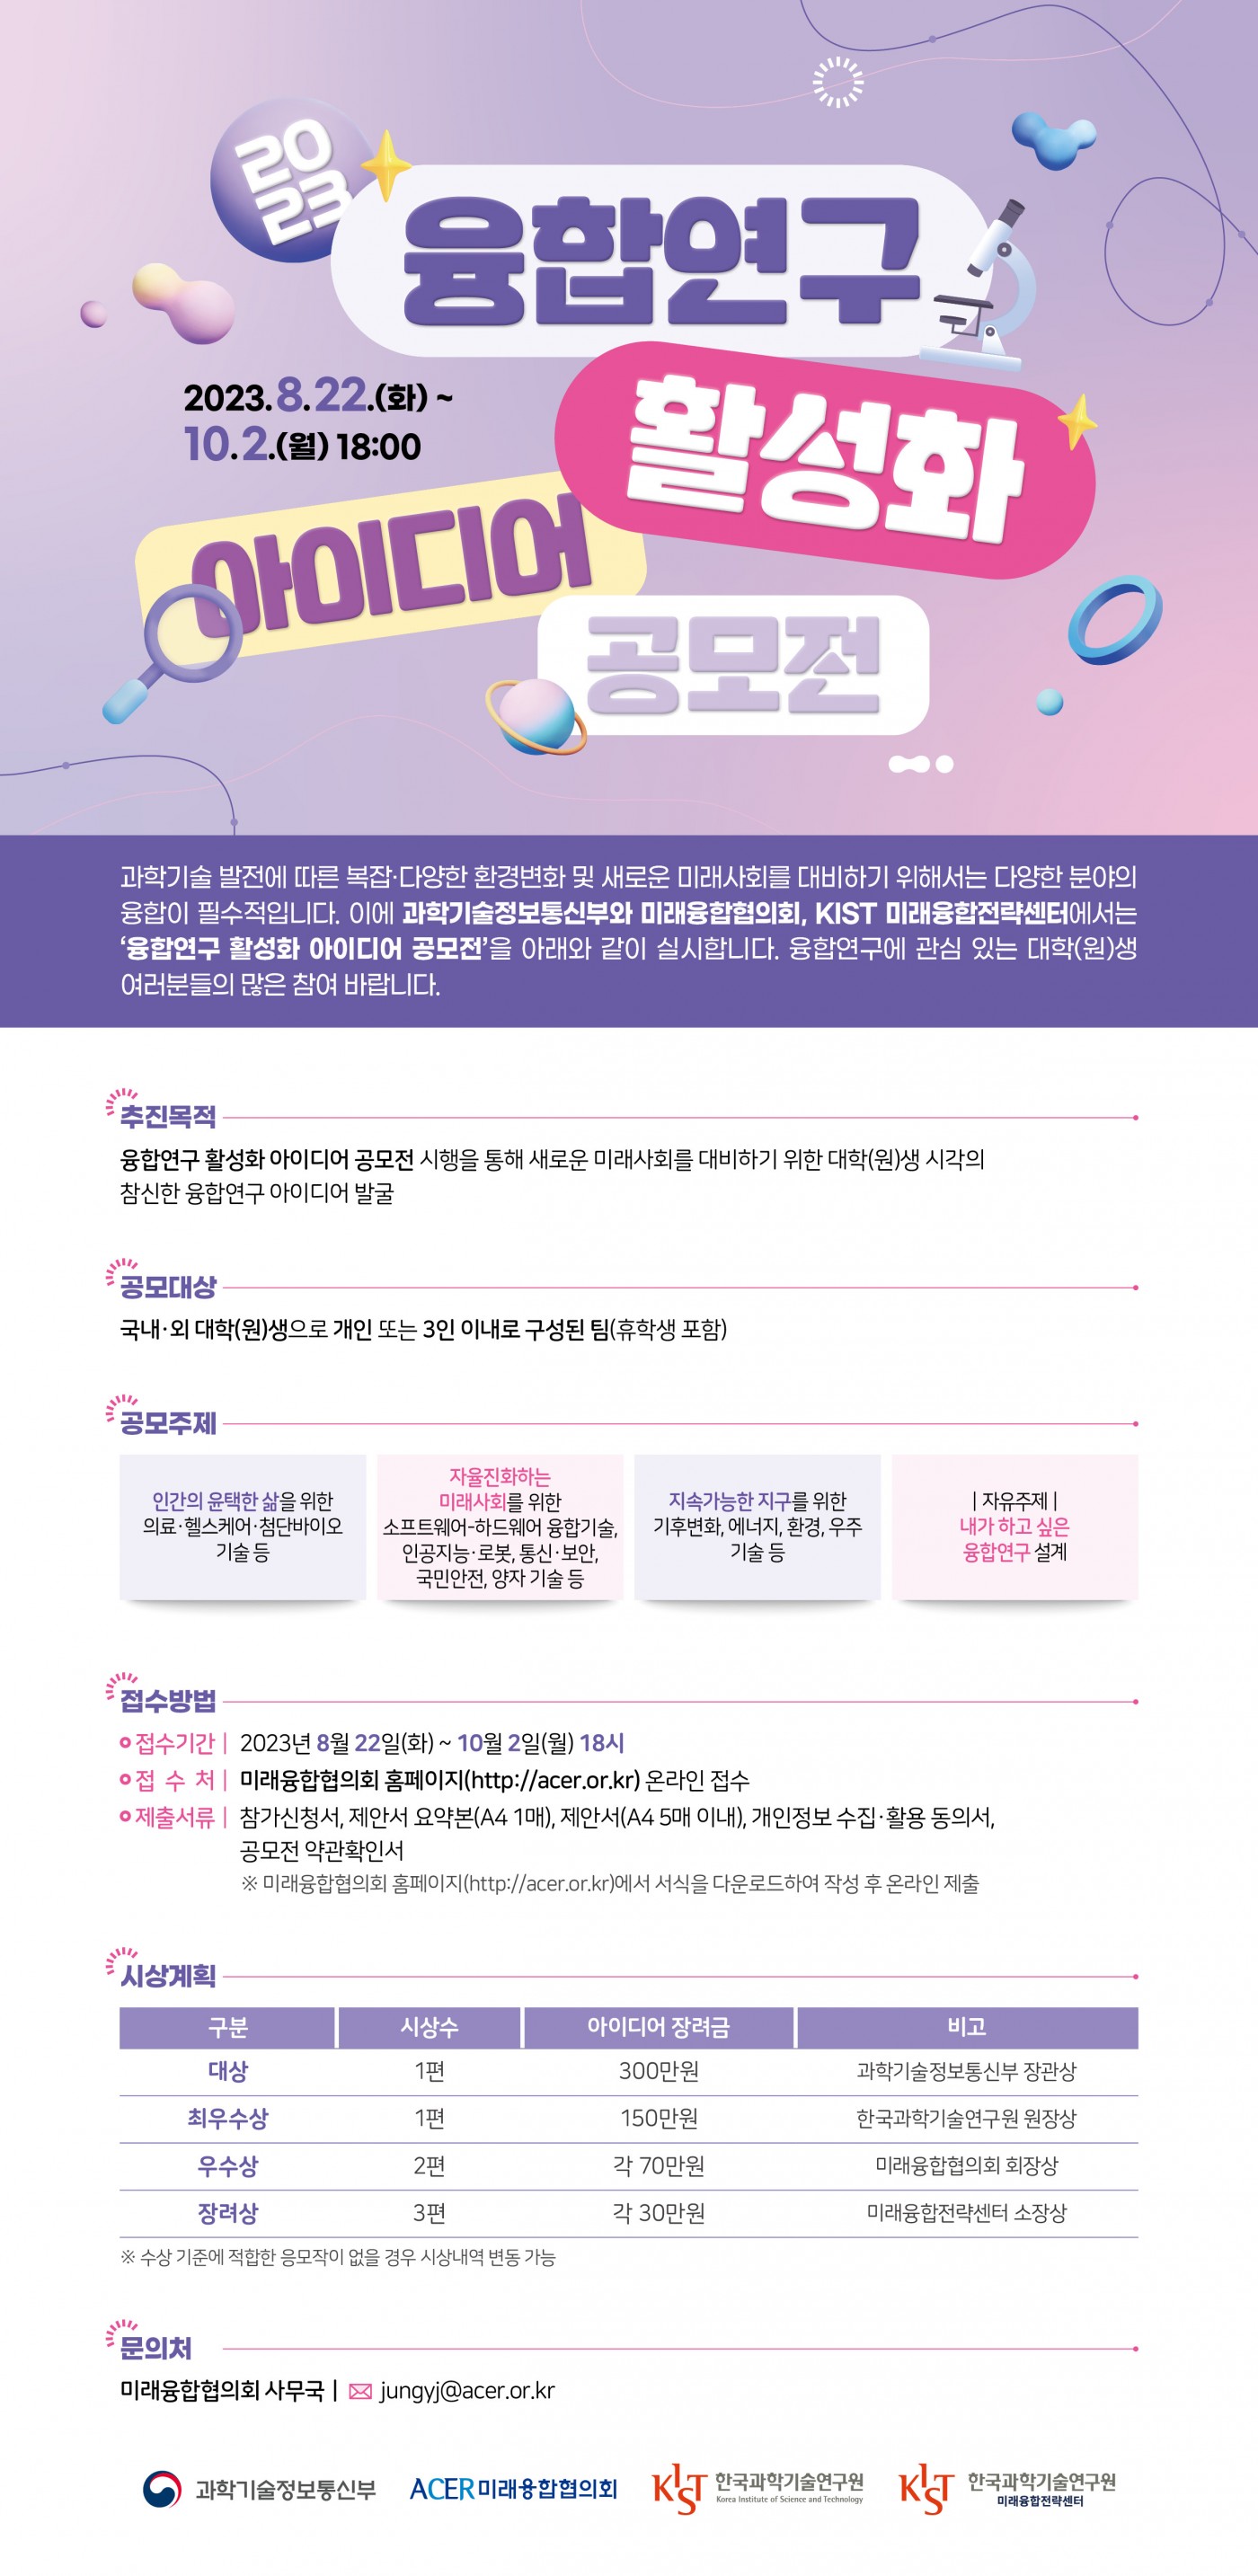 2023
융합연구
활성화
2023.8.22.(화) ~
10.2.(월) 18:00
아이디어
공모전
과학기술 발전에 따른 복잡·다양한 환경변화 및 새로운 미래사회를 대비하기 위해서는 다양한 분야의
융합이 필수적입니다. 이에 과학기술정보통신부와 미래융합협의회, KIST 미래융합전략센터에서는
‘융합연구 활성화 아이디어 공모전’을 아래와 같이 실시합니다. 융합연구에 관심 있는 대학(원)생
여러분들의 많은 참여 바랍니다.
추진목적
융합연구 활성화 아이디어 공모전 시행을 통해 새로운 미래사회를 대비하기 위한 대학(원)생 시각의
참신한 융합연구 아이디어 발굴
공모대상
국내·외 대학(원)생으로 개인 또는 3인 이내로 구성된 팀(휴학생 포함)
공모주제
인간의 윤택한 삶을 위한
의료·헬스케어·첨단바이오
기술 등
자율진화하는
미래사회를 위한
소프트웨어-하드웨어 융합기술,
인공지능·로봇, 통신·보안,
국민안전, 양자 기술 등
지속가능한 지구를 위한
기후변화, 에너지, 환경, 우주
기술 등
| 자유주제 |
내가 하고 싶은
융합연구 설계
접수방법
접수기간 | 2023년 8월 22일(화) ~ 10월 2일(월) 18시
접 수 처 | 미래융합협의회 홈페이지(http://acer.or.kr) 온라인 접수
제출서류 | 참가신청서, 제안서 요약본(A4 1매), 제안서(A4 5매 이내), 개인정보 수집·활용 동의서,
공모전 약관확인서
※ 미래융합협의회 홈페이지(http://acer.or.kr)에서 서식을 다운로드하여 작성 후 온라인 제출
시상계획
구분 시상수 아이디어 장려금 비고
대상 1편 300만원 과학기술정보통신부 장관상
최우수상 1편 150만원 한국과학기술연구원 원장상
우수상 2편 각 70만원 미래융합협의회 회장상
장려상 3편 각 30만원 미래융합전략센터 소장상
※ 수상 기준에 적합한 응모작이 없을 경우 시상내역 변동 가능
문의처
미래융합협의회 사무국 | jungyj@acer.or.kr
과학기술정보통신부
ACER 미래융합협의회
KIST 한국과학기술연구원
Korea Institute of Science and Technology
KIST 한국과학기술연구원
미래융합전략센터